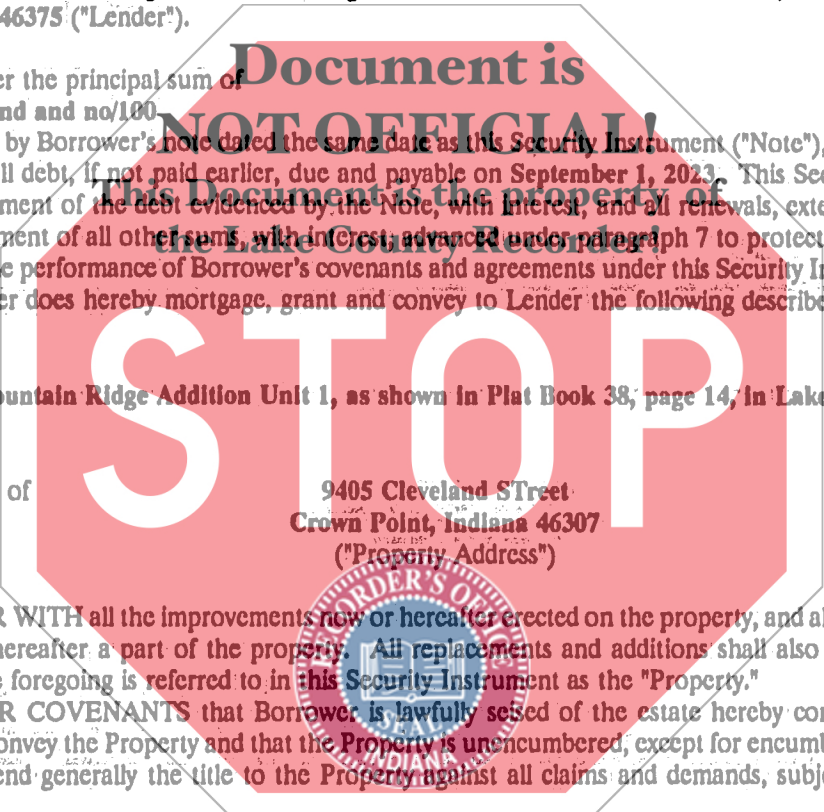 46375 ("Lender").
Document is
er the principal sum of
nd and no/100
NOT OFFICIAL!
by Borrower's note dated the same date as this Security Instrument ("Note"),
ll debt, if not paid earlier, due and payable on September 1, 2023. This Sec
This Document is the property of
ment of the debt evidenced by the Note, with interest, and all renewals, exte
the Lake County Recorder!
ment of all other sums, with interest, advanced under paragraph 7 to protect
e performance of Borrower's covenants and agreements under this Security In
er does hereby mortgage, grant and convey to Lender the following describe
STOP
ountain Ridge Addition Unit 1, as shown in Plat Book 38, page 14, in Lake
of
9405 Cleveland STreet
Crown Point, Indiana 46307
("Property Address")
RECORDER'S OFFICE
R WITH all the improvements now or hereafter erected on the property, and al
hereafter a part of the property. All replacements and additions shall also
e foregoing is referred to in this Security Instrument as the "Property."
R COVENANTS that Borrower is lawfully seised of the estate hereby con
SEAL
onvey the Property and that the Property is unencumbered, except for encumb
INDIANA
end generally the title to the Property against all claims and demands, subje